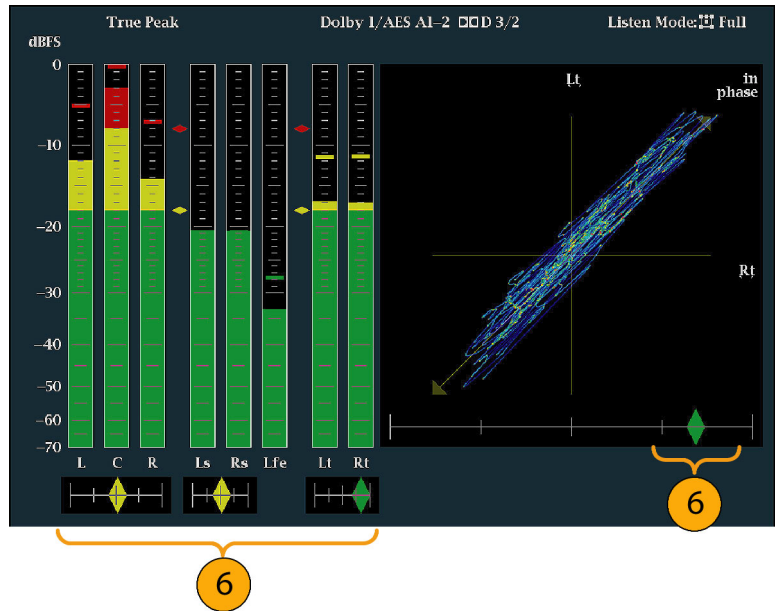 True Peak Dolby 1/AES A1–2 D 3/2 Listen Mode: Full
dBFS
0
–10
–20
–30
–40
–50
–60
–70
L C R Ls Rs Lfe Lt Rt
Lt
in
phase
Rt
6
6